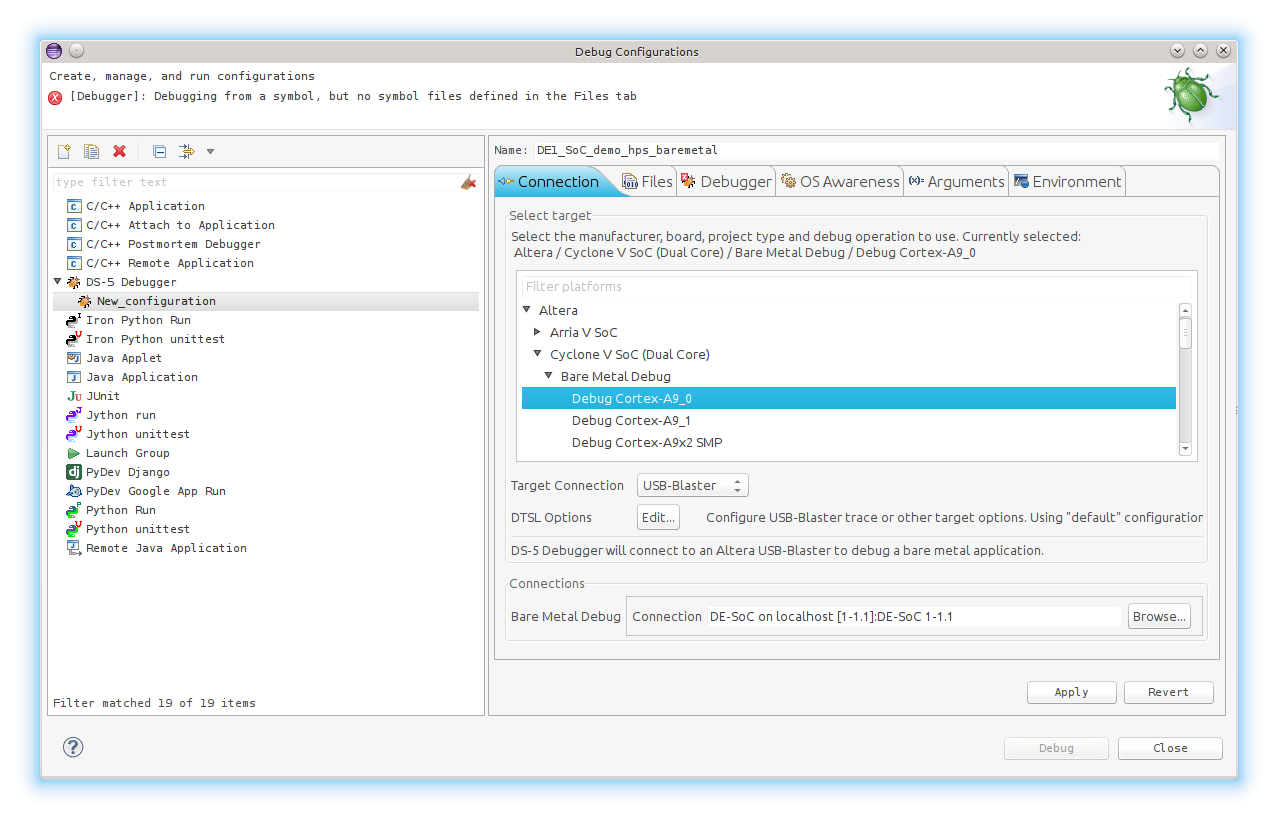 Debug Configurations
Create, manage, and run configurations
[Debugger]: Debugging from a symbol, but no symbol files defined in the Files tab
type filter text
C/C++ Application
C/C++ Attach to Application
C/C++ Postmortem Debugger
C/C++ Remote Application
DS-5 Debugger
New_configuration
Iron Python Run
Iron Python unittest
Java Applet
Java Application
JUnit
Jython run
Jython unittest
Launch Group
PyDev Django
PyDev Google App Run
Python Run
Python unittest
Remote Java Application
Filter matched 19 of 19 items
Name: DE1_SoC_demo_hps_baremetal
Connection Files Debugger OS Awareness Arguments Environment
Select target
Select the manufacturer, board, project type and debug operation to use. Currently selected:
Altera / Cyclone V SoC (Dual Core) / Bare Metal Debug / Debug Cortex-A9_0
Filter platforms
Altera
Arria V SoC
Cyclone V SoC (Dual Core)
Bare Metal Debug
Debug Cortex-A9_0
Debug Cortex-A9_1
Debug Cortex-A9x2 SMP
Target Connection USB-Blaster
DTSL Options Edit... Configure USB-Blaster trace or other target options. Using "default" configuration
DS-5 Debugger will connect to an Altera USB-Blaster to debug a bare metal application.
Connections
Bare Metal Debug Connection DE-SoC on localhost [1-1.1]:DE-SoC 1-1.1 Browse...
Apply Revert
Debug Close